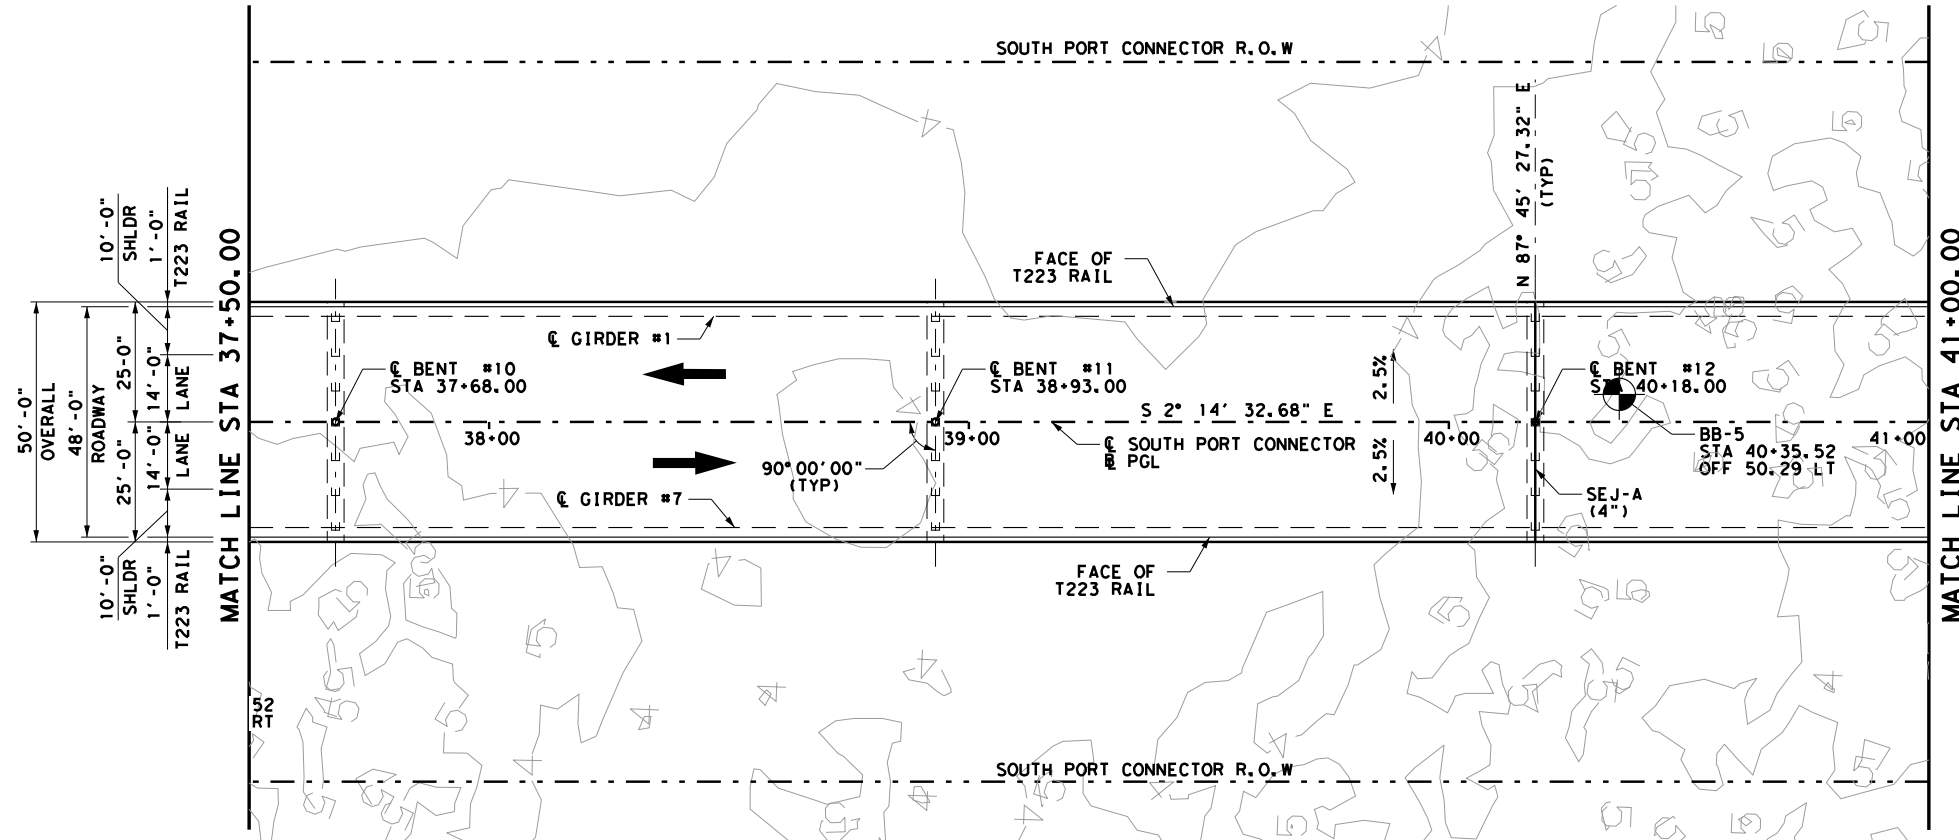 SOUTH PORT CONNECTOR R.O.W
N 87° 45' 27.32" E
(TYP)
10'-0"
SHLDR
1'-0"
T223 RAIL
MATCH LINE STA 37+50.00
MATCH LINE STA 41+00.00
FACE OF
T223 RAIL
℄ GIRDER #1
℄ BENT #10
STA 37+68.00
℄ BENT #11
STA 38+93.00
℄ BENT #12
STA 40+18.00
50'-0"
OVERALL
48'-0"
ROADWAY
25-0"
25'-0"
14'-0"
LANE
14'-0"
LANE
2.5%
2.5%
S 2° 14' 32.68" E
38+00
39+00
40+00
41+00
℄ SOUTH PORT CONNECTOR
PGL
90°00'00"
(TYP)
BB-5
STA 40+35.52
OFF 50.29 LT
℄ GIRDER #7
SEJ-A
(4")
FACE OF
T223 RAIL
10'-0"
SHLDR
1'-0"
T223 RAIL
52
RT
SOUTH PORT CONNECTOR R.O.W